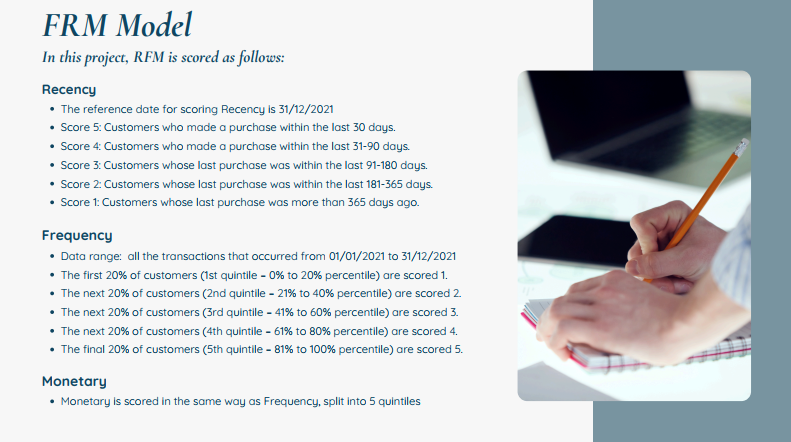 FRM Model
In this project, RFM is scored as follows:
Recency
• The reference date for scoring Recency is 31/12/2021
• Score 5: Customers who made a purchase within the last 30 days.
• Score 4: Customers who made a purchase within the last 31-90 days.
• Score 3: Customers whose last purchase was within the last 91-180 days.
• Score 2: Customers whose last purchase was within the last 181-365 days.
• Score 1: Customers whose last purchase was more than 365 days ago.
Frequency
• Data range: all the transactions that occurred from 01/01/2021 to 31/12/2021
• The first 20% of customers (1st quintile – 0% to 20% percentile) are scored 1.
• The next 20% of customers (2nd quintile – 21% to 40% percentile) are scored 2.
• The next 20% of customers (3rd quintile – 41% to 60% percentile) are scored 3.
• The next 20% of customers (4th quintile – 61% to 80% percentile) are scored 4.
• The final 20% of customers (5th quintile – 81% to 100% percentile) are scored 5.
Monetary
• Monetary is scored in the same way as Frequency, split into 5 quintiles